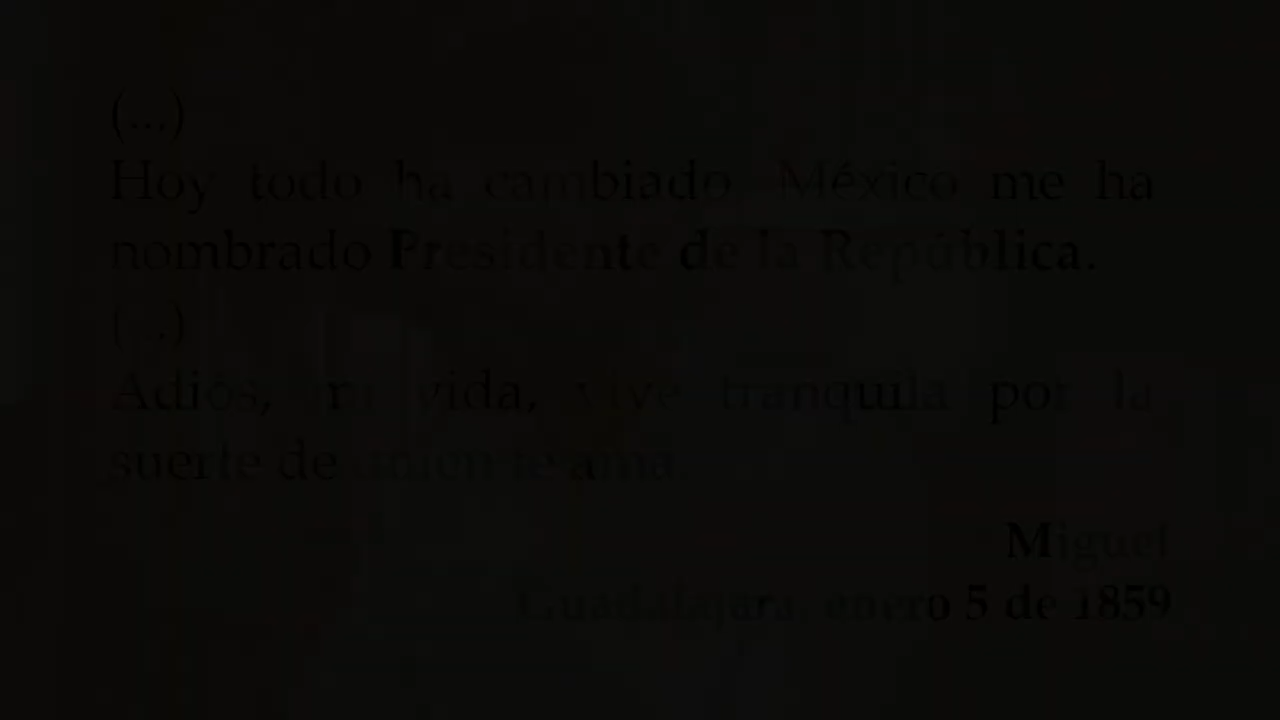 (...)
Hoy todo ha cambiado. México me ha
nombrado Presidente de la República.
(...)
Adiós, mi vida, vive tranquila por la
suerte de quien te ama.
Miguel
Guadalajara, enero 5 de 1859